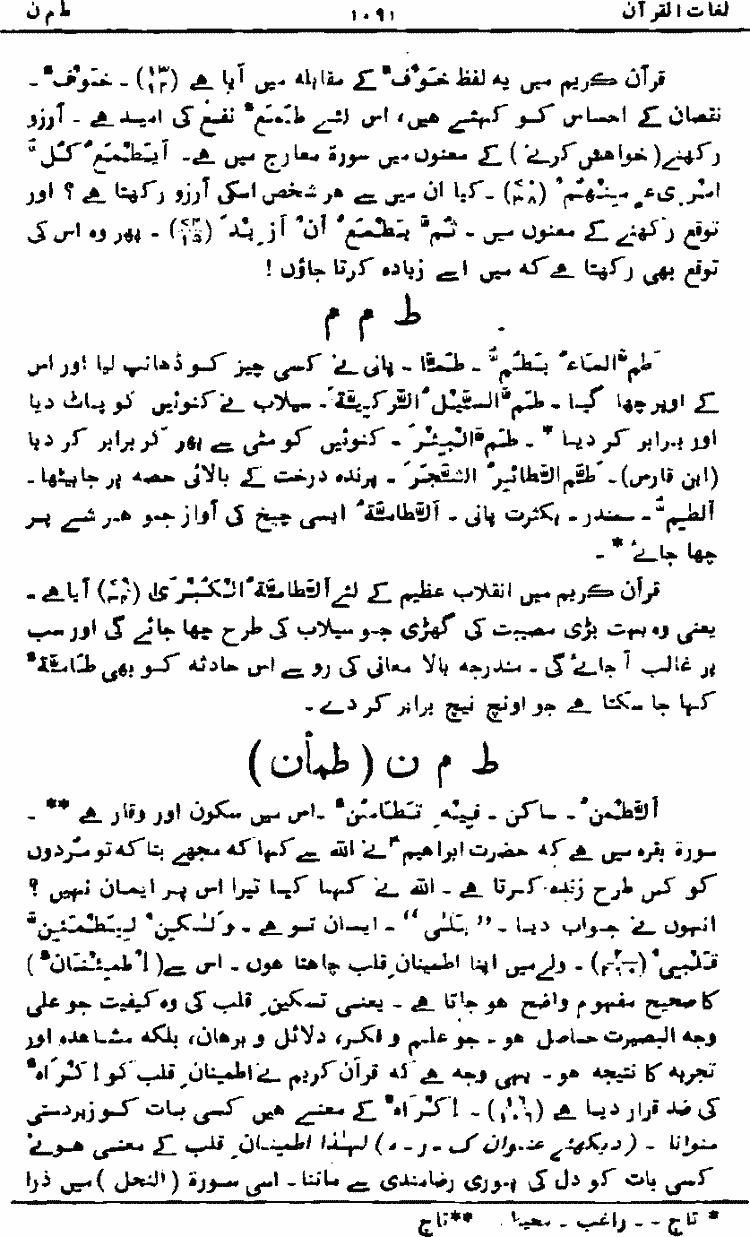 لغات القرآن ۱۰۹۱ ط م ن
قرآن کریم میں یہ لفظ خَوْفٌ کے مقابلہ میں آیا ہے (۱۳/۱۲) ۔ خَوْفٌ ۔
نقصان کے احساس کو کہتے ہیں، اس لئے طَمَعٌ نفع کی امید ہے ۔ آرزو
رکھنے (خواہش کرنے) کے معنوں میں سورۃ معارج میں ہے۔ اَیَطْمَعُ کُلُّ
امْرِیءٍ مِّنْہُمْ (۷۰/۳۸) ۔ کیا ان میں سے ہر شخص اسکی آرزو رکھتا ہے ؟ اور
توقع رکھنے کے معنوں میں ۔ ثُمَّ یَطْمَعُ اَنْ اَزِیْدَ (۷۴/۱۵) ۔ پھر وہ اس کی
توقع بھی رکھتا ہے کہ میں اسے زیادہ کرتا جاؤں !
ط م م
طَمَّ الْمَاءُ یَطُمُّ ۔ طَمًّا ۔ پانی نے کسی چیز کو ڈھانپ لیا اور اس
کے اوپر چھا گیا ۔ طَمَّ السَّیْلُ الرَّکِیَّۃَ ۔ سیلاب نے کنوئیں کو پاٹ دیا
اور برابر کر دیا * ۔ طَمَّ الْبِئْرَ ۔ کنوئیں کو مٹی سے بھر کر برابر کر دیا
(ابن فارس) ۔ طَمَّ الطَّائِرُ الشَّجَرَ ۔ پرندہ درخت کے بالائی حصہ پر جا بیٹھا ۔
اَلطِّمُّ ۔ سمندر ۔ بکثرت پانی ۔ اَلطَّامَّۃُ ایسی چیخ کی آواز جو ہر شے پر
چھا جائے * ۔
قرآن کریم میں انقلاب عظیم کے لئے اَلطَّامَّۃُ الْکُبْرٰی (۷۹/۳۴) آیا ہے ۔
یعنی وہ بہت بڑی مصیبت کی گھڑی جو سیلاب کی طرح چھا جائے گی اور سب
پر غالب آ جائے گی ۔ مندرجہ بالا معانی کی رو سے اس حادثہ کو بھی طَامَّۃٌ
کہا جا سکتا ہے جو اونچ نیچ برابر کر دے ۔
ط م ن (طمأن)
اَلطَّمْنُ ۔ ساکن ۔ فِیْہِ تَطَامُنٌ ۔ اس میں سکون اور وقار ہے ** ۔
سورۃ بقرہ میں ہے کہ حضرت ابراھیمؑ نے اللہ سے کہا کہ مجھے بتا کہ تو مُردوں
کو کس طرح زندہ کرتا ہے ۔ اللہ نے کہا کیا تیرا اس پر ایمان نہیں ؟
انہوں نے جواب دیا ۔ ”بَلٰی“ ۔ ایمان تو ہے ۔ وَلٰکِنْ لِّیَطْمَئِنَّ
قَلْبِیْ (۲/۲۶۰) ۔ ولے میں اپنا اطمینانِ قلب چاہتا ہوں ۔ اس سے (اِطْمِئْنَانٌ)
کا صحیح مفہوم واضح ہو جاتا ہے ۔ یعنی تسکینِ قلب کی وہ کیفیت جو علی
وجہ البصیرت حاصل ہو ۔ جو علم و فکر، دلائل و برھان، بلکہ مشاھدہ اور
تجربہ کا نتیجہ ہو ۔ یہی وجہ ہے کہ قرآن کریم نے اطمینانِ قلب کو اِکْرَاہٌ
کی ضد قرار دیا ہے (۱۶/۱۰۶) ۔ اِکْرَاہٌ کے معنے ہیں کسی بات کو زبردستی
منوانا ۔ (دیکھئے عنوان ک ۔ ر ۔ ہ) لہٰذا اطمینانِ قلب کے معنی ہوئے
کسی بات کو دل کی پوری رضامندی سے ماننا ۔ اسی سورۃ (النحل) میں ذرا
* تاج ۔ ۔ راغب ۔ محیط **تاج